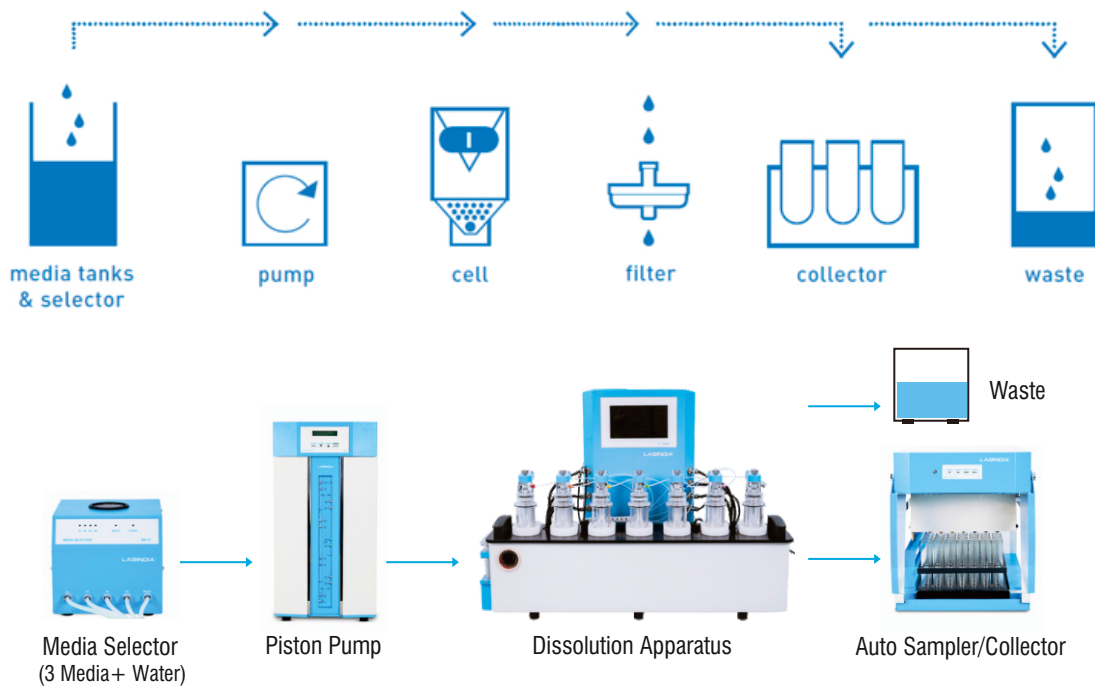 media tanks
& selector
pump
cell
filter
collector
waste
Waste
LABINDIA
LABINDIA
Media Selector
(3 Media+ Water)
Piston Pump
Dissolution Apparatus
Auto Sampler/Collector